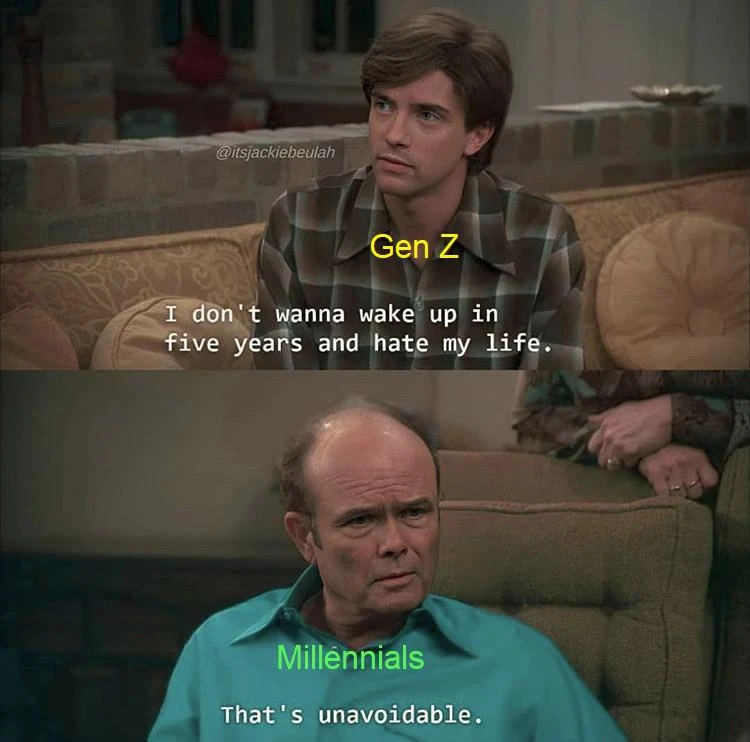 @itsjackiebeulah
Gen Z
I don't wanna wake up in
five years and hate my life.
Millennials
That's unavoidable.